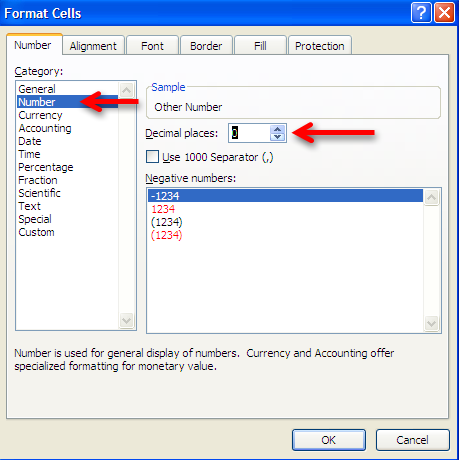 Format Cells
Number Alignment Font Border Fill Protection
Category:
General
Number
Currency
Accounting
Date
Time
Percentage
Fraction
Scientific
Text
Special
Custom
Sample
Other Number
Decimal places: 0
Use 1000 Separator (,)
Negative numbers:
-1234
1234
(1234)
(1234)
Number is used for general display of numbers. Currency and Accounting offer
specialized formatting for monetary value.
OK Cancel